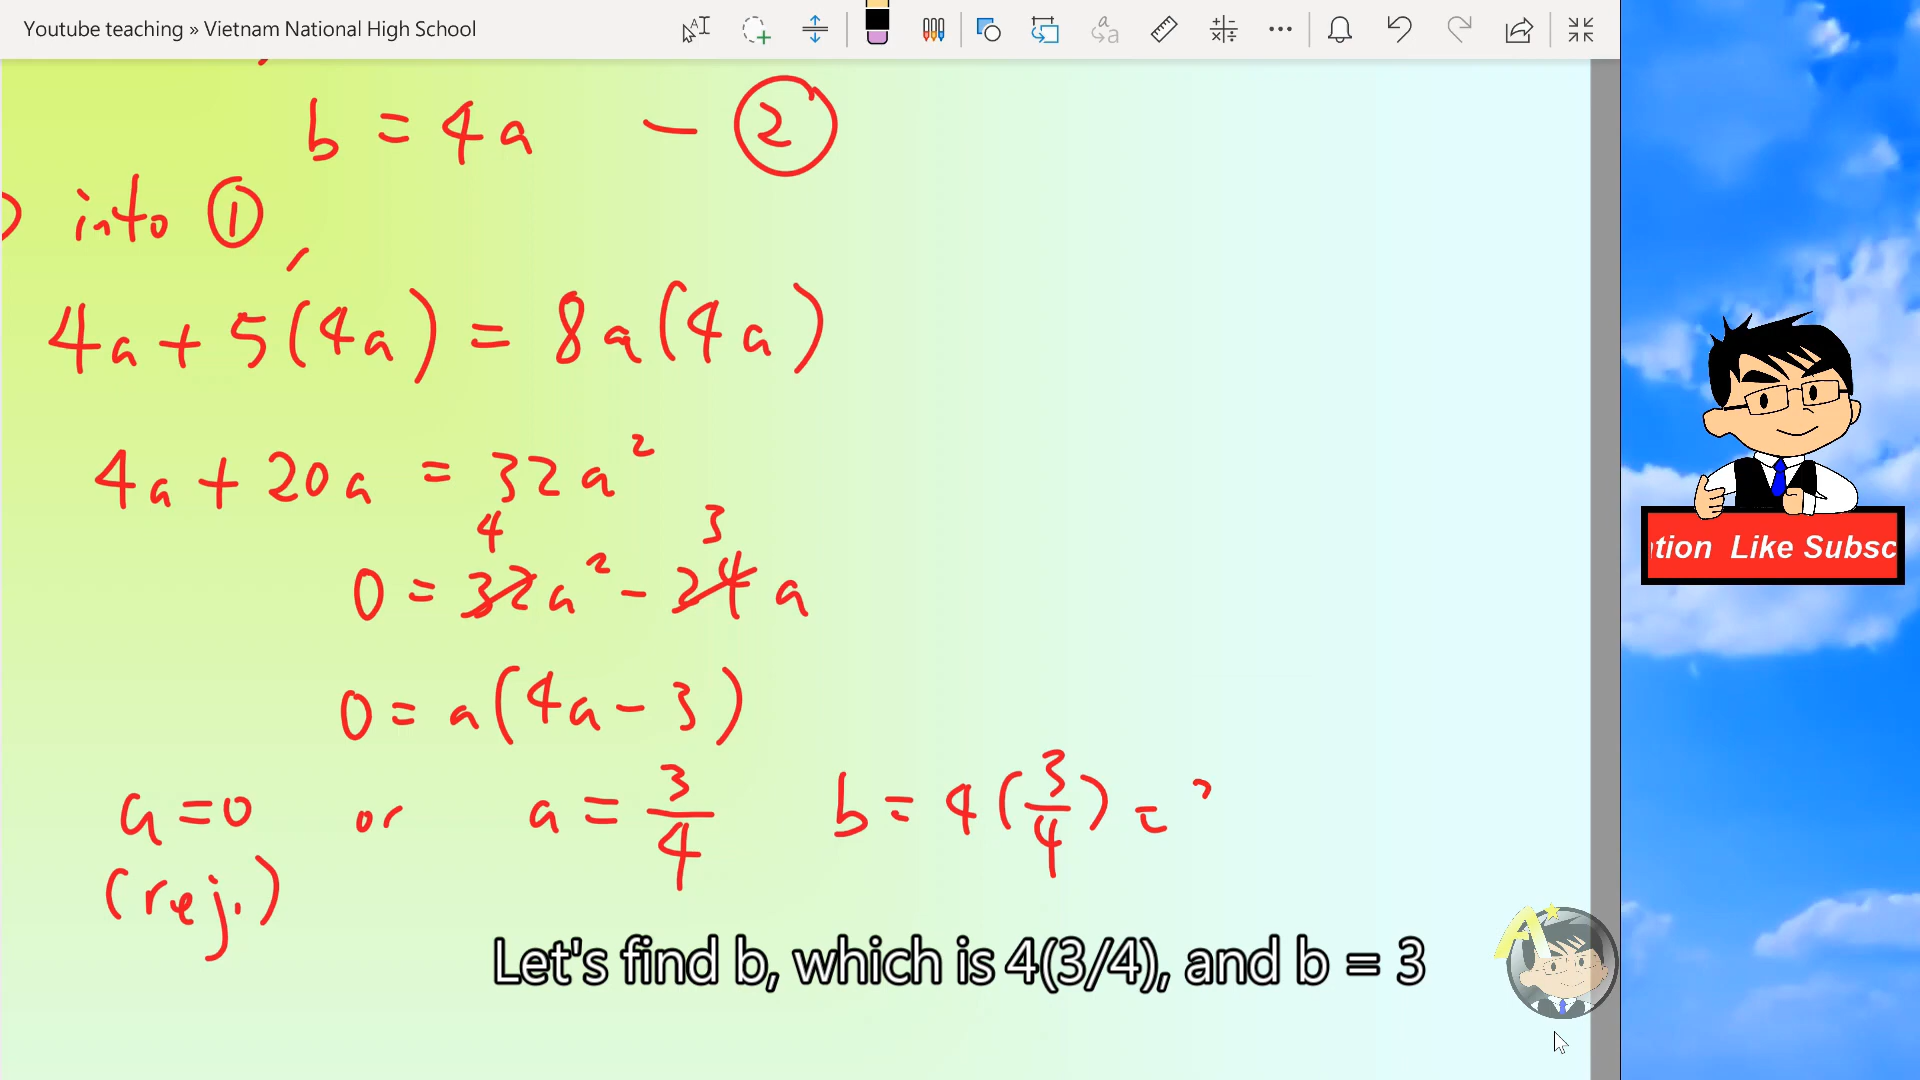 Youtube teaching » Vietnam National High School
b = 4a - ②
into ①,
4a + 5(4a) = 8a(4a)
4a + 20a = 32a²
4 3
0 = 32a² - 24a
0 = a(4a - 3)
a = 0 or a = 3/4 b = 4(3/4) =
(rej.)
Let's find b, which is 4(3/4), and b = 3
tion Like Subsc
A